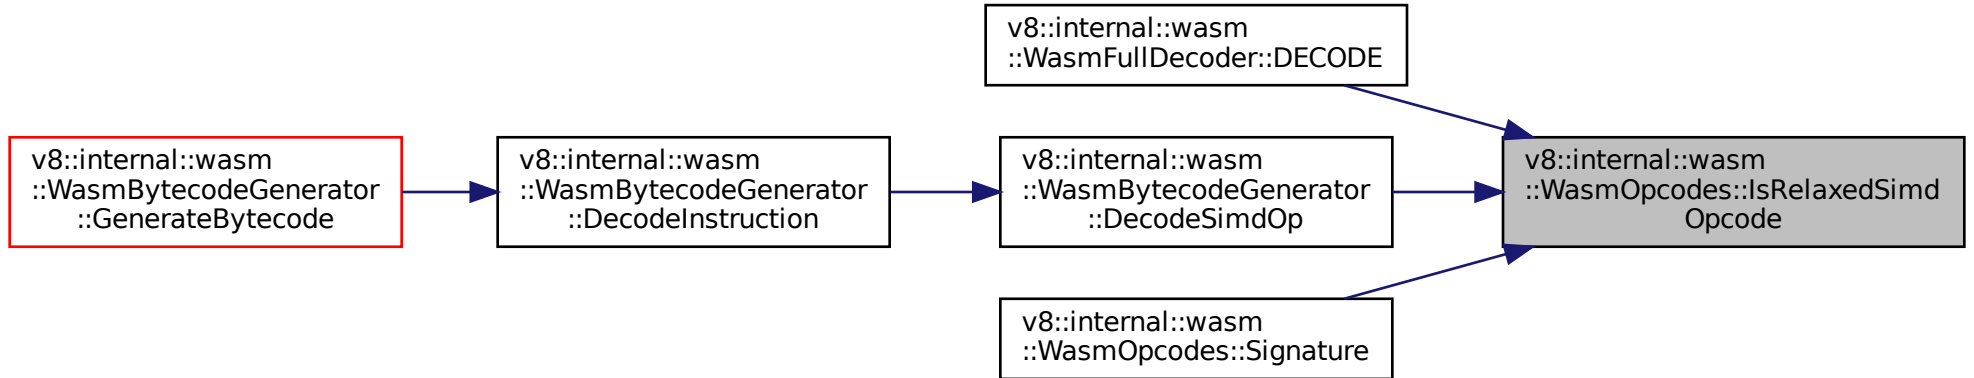 v8::internal::wasm
::WasmFullDecoder::DECODE
v8::internal::wasm
::WasmBytecodeGenerator
::GenerateBytecode
v8::internal::wasm
::WasmBytecodeGenerator
::DecodeInstruction
v8::internal::wasm
::WasmBytecodeGenerator
::DecodeSimdOp
v8::internal::wasm
::WasmOpcodes::IsRelaxedSimd
Opcode
v8::internal::wasm
::WasmOpcodes::Signature